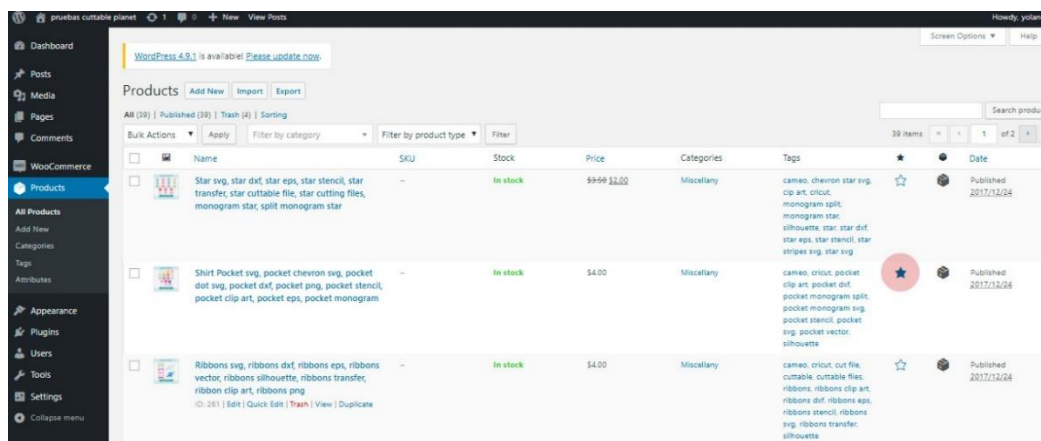 pruebas cuttable planet 1 0 + New View Posts
Howdy, yolan
Screen Options ▼ Help
Dashboard
Posts
Media
Pages
Comments
WooCommerce
Products
All Products
Add New
Categories
Tags
Attributes
Appearance
Plugins
Users
Tools
Settings
Collapse menu
WordPress 4.9.1 is available! Please update now.
Products Add New Import Export
All (39) | Published (39) | Trash (4) | Sorting
Search produ
Bulk Actions ▼ Apply Filter by category Filter by product type ▼ Filter
39 items « ‹ 1 of 2 ›
Name SKU Stock Price Categories Tags Date
Star svg, star dxf, star eps, star stencil, star
transfer, star cuttable file, star cutting files,
monogram star, split monogram star
–
In stock
$3.50 $2.00
Miscellany
cameo, chevron star svg,
clip art, cricut,
monogram split,
monogram star,
silhouette, star, star dxf,
star eps, star stencil, star
stripes svg, star svg
Published
2017/12/24
Shirt Pocket svg, pocket chevron svg, pocket
dot svg, pocket dxf, pocket png, pocket stencil,
pocket clip art, pocket eps, pocket monogram
–
In stock
$4.00
Miscellany
cameo, cricut, pocket
clip art, pocket dxf,
pocket monogram split,
pocket monogram svg,
pocket stencil, pocket
svg, pocket vector,
silhouette
Published
2017/12/24
Ribbons svg, ribbons dxf, ribbons eps, ribbons
vector, ribbons silhouette, ribbons transfer,
ribbon clip art, ribbons png
ID: 261 | Edit | Quick Edit | Trash | View | Duplicate
–
In stock
$4.00
Miscellany
cameo, cricut, cut file,
cuttable, cuttable files,
ribbons, ribbons clip art,
ribbons dxf, ribbons eps,
ribbons stencil, ribbons
svg, ribbons transfer,
silhouette
Published
2017/12/24